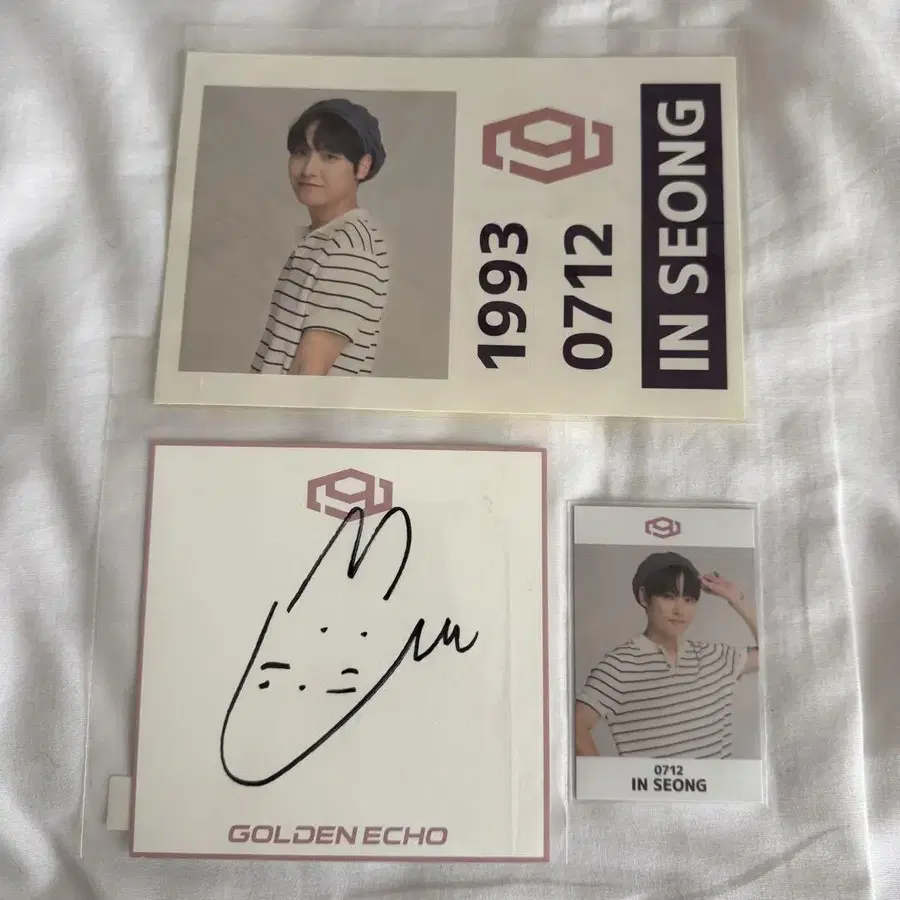 1993
0712
IN SEONG
GOLDEN ECHO
0712
IN SEONG